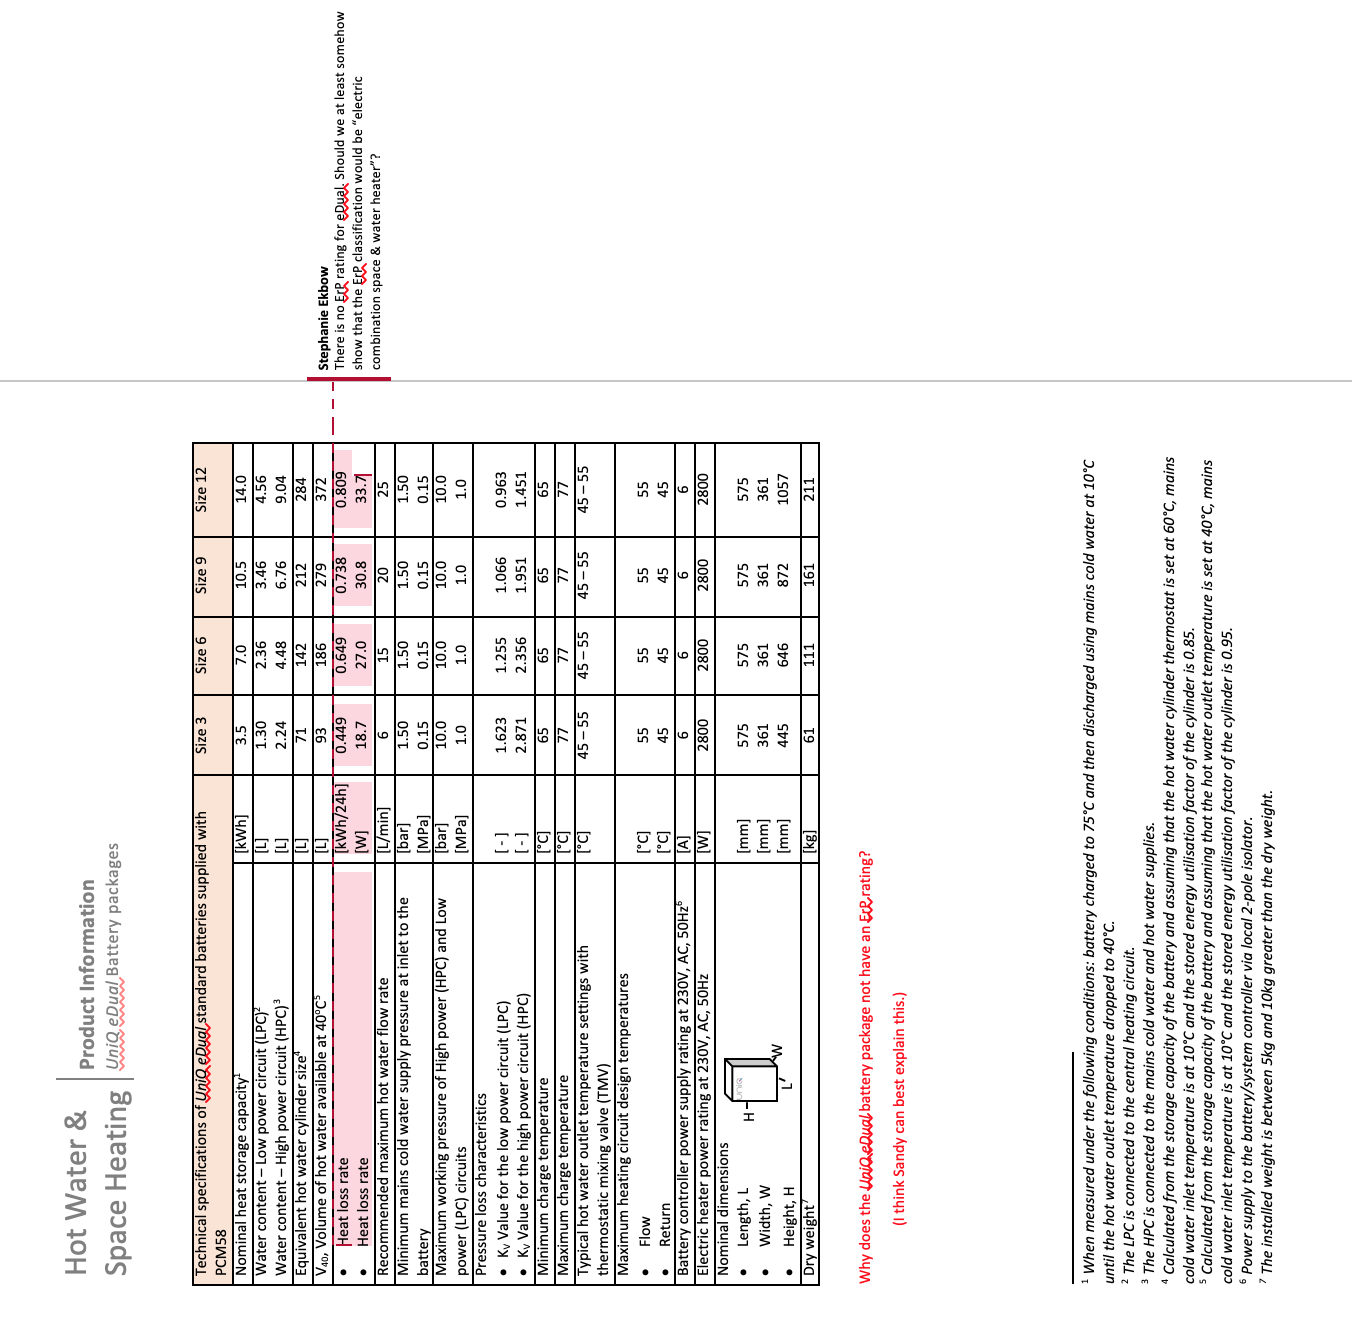 Hot Water &
Space Heating
Product Information
UniQ eDual Battery packages
Technical specifications of UniQ eDual standard batteries supplied with PCM58 Size 3 Size 6 Size 9 Size 12
Nominal heat storage capacity1 [kWh] 3.5 7.0 10.5 14.0
Water content – Low power circuit (LPC)2 [L] 1.30 2.36 3.46 4.56
Water content – High power circuit (HPC)3 [L] 2.24 4.48 6.76 9.04
Equivalent hot water cylinder size4 [L] 71 142 212 284
V40, Volume of hot water available at 40°C5 [L] 93 186 279 372
• Heat loss rate [kWh/24h] 0.449 0.649 0.738 0.809
• Heat loss rate [W] 18.7 27.0 30.8 33.7
Recommended maximum hot water flow rate [L/min] 6 15 20 25
Minimum mains cold water supply pressure at inlet to the [bar] 1.50 1.50 1.50 1.50
battery [MPa] 0.15 0.15 0.15 0.15
Maximum working pressure of High power (HPC) and Low [bar] 10.0 10.0 10.0 10.0
power (LPC) circuits [MPa] 1.0 1.0 1.0 1.0
Pressure loss characteristics
• Kv Value for the low power circuit (LPC) [ - ] 1.623 1.255 1.066 0.963
• Kv Value for the high power circuit (HPC) [ - ] 2.871 2.356 1.951 1.451
Minimum charge temperature [°C] 65 65 65 65
Maximum charge temperature [°C] 77 77 77 77
Typical hot water outlet temperature settings with [°C] 45 – 55 45 – 55 45 – 55 45 – 55
thermostatic mixing valve (TMV)
Maximum heating circuit design temperatures
• Flow [°C] 55 55 55 55
• Return [°C] 45 45 45 45
Battery controller power supply rating at 230V, AC, 50Hz6 [A] 6 6 6 6
Electric heater power rating at 230V, AC, 50Hz [W] 2800 2800 2800 2800
Nominal dimensions
• Length, L [mm] 575 575 575 575
• Width, W [mm] 361 361 361 361
• Height, H [mm] 445 646 872 1057
H
L
W
Dry weight7 [kg] 61 111 161 211
Stephanie Ekbow
There is no ErP rating for eDual. Should we at least somehow
show that the ErP classification would be "electric
combination space & water heater"?
Why does the UniQ eDual battery package not have an ErP rating?
(I think Sandy can best explain this.)
1 When measured under the following conditions: battery charged to 75°C and then discharged using mains cold water at 10°C
until the hot water outlet temperature dropped to 40°C.
2 The LPC is connected to the central heating circuit.
3 The HPC is connected to the mains cold water and hot water supplies.
4 Calculated from the storage capacity of the battery and assuming that the hot water cylinder thermostat is set at 60°C, mains
cold water inlet temperature is at 10°C and the stored energy utilisation factor of the cylinder is 0.85.
5 Calculated from the storage capacity of the battery and assuming that the hot water outlet temperature is set at 40°C, mains
cold water inlet temperature is at 10°C and the stored energy utilisation factor of the cylinder is 0.95.
6 Power supply to the battery/system controller via local 2-pole isolator.
7 The installed weight is between 5kg and 10kg greater than the dry weight.